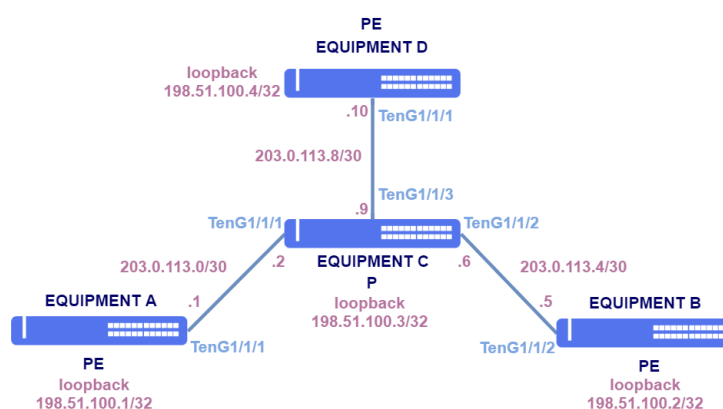 PE
EQUIPMENT D
loopback
198.51.100.4/32
.10
TenG1/1/1
203.0.113.8/30
TenG1/1/3
.9
TenG1/1/1
TenG1/1/2
.2
EQUIPMENT C
.6
203.0.113.0/30
203.0.113.4/30
P
loopback
198.51.100.3/32
EQUIPMENT A
.1
.5
EQUIPMENT B
TenG1/1/1
TenG1/1/2
PE
loopback
198.51.100.1/32
PE
loopback
198.51.100.2/32